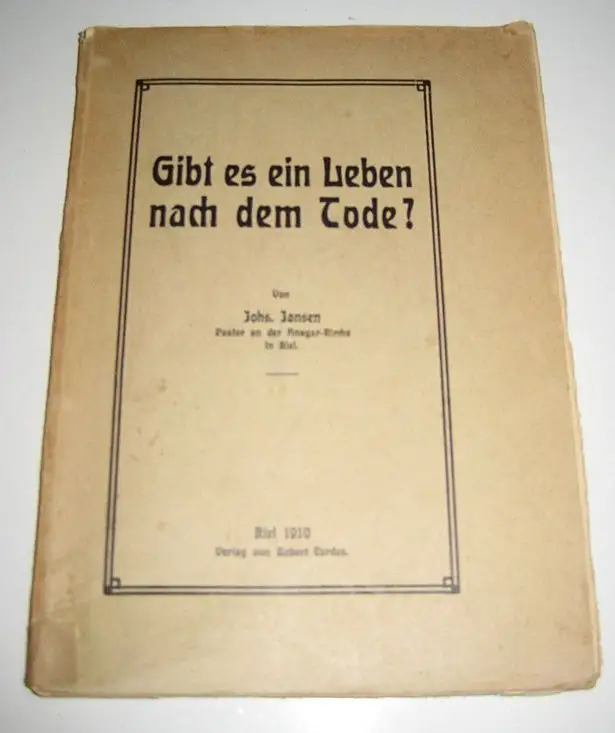 Gibt es ein Leben
nach dem Tode?
Von
Johs. Jansen
Pastor an der Ansgar-Kirche
in Kiel.
Kiel 1910
Verlag von Robert Cordes.